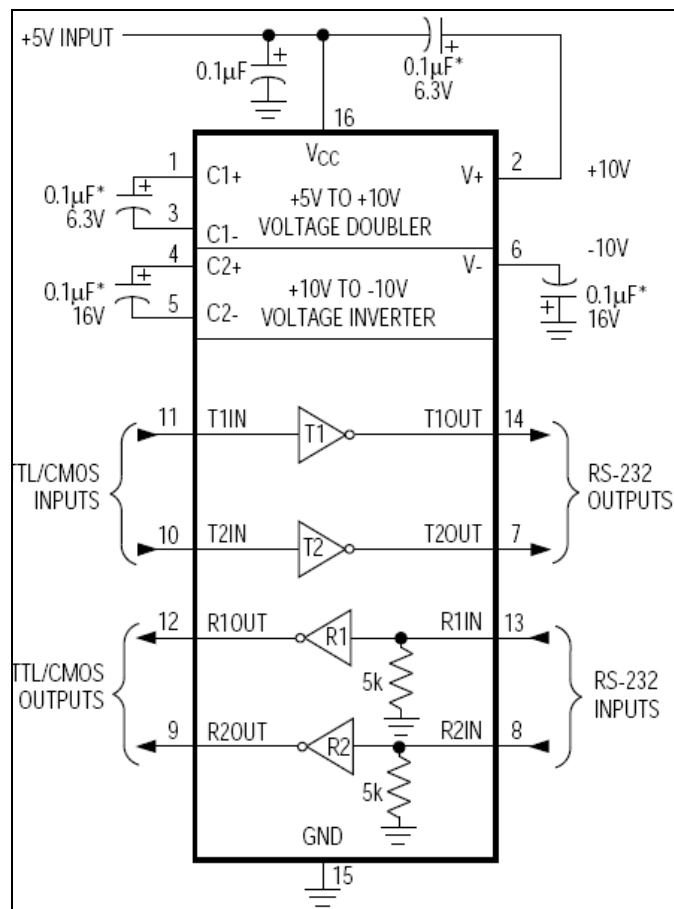 +5V INPUT
0.1µF
0.1µF*
6.3V
16
VCC
1
C1+
V+
2
+10V
0.1µF*
6.3V
+5V TO +10V
VOLTAGE DOUBLER
3
C1-
4
C2+
V-
6
-10V
0.1µF*
16V
+10V TO -10V
VOLTAGE INVERTER
5
C2-
0.1µF*
16V
11
T1IN
T1
T1OUT
14
TTL/CMOS
INPUTS
RS-232
OUTPUTS
10
T2IN
T2
T2OUT
7
12
R1OUT
R1
R1IN
13
5k
TTL/CMOS
OUTPUTS
RS-232
INPUTS
9
R2OUT
R2
R2IN
8
5k
GND
15